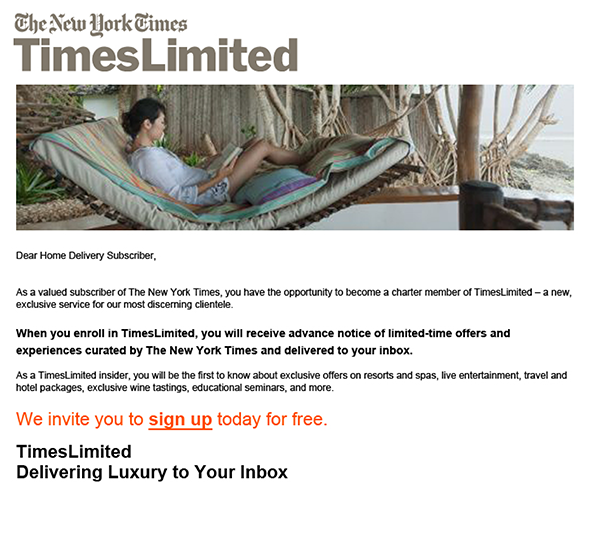 The New York Times
TimesLimited
Dear Home Delivery Subscriber,
As a valued subscriber of The New York Times, you have the opportunity to become a charter member of TimesLimited – a new,
exclusive service for our most discerning clientele.
When you enroll in TimesLimited, you will receive advance notice of limited-time offers and
experiences curated by The New York Times and delivered to your inbox.
As a TimesLimited insider, you will be the first to know about exclusive offers on resorts and spas, live entertainment, travel and
hotel packages, exclusive wine tastings, educational seminars, and more.
We invite you to sign up today for free.
TimesLimited
Delivering Luxury to Your Inbox